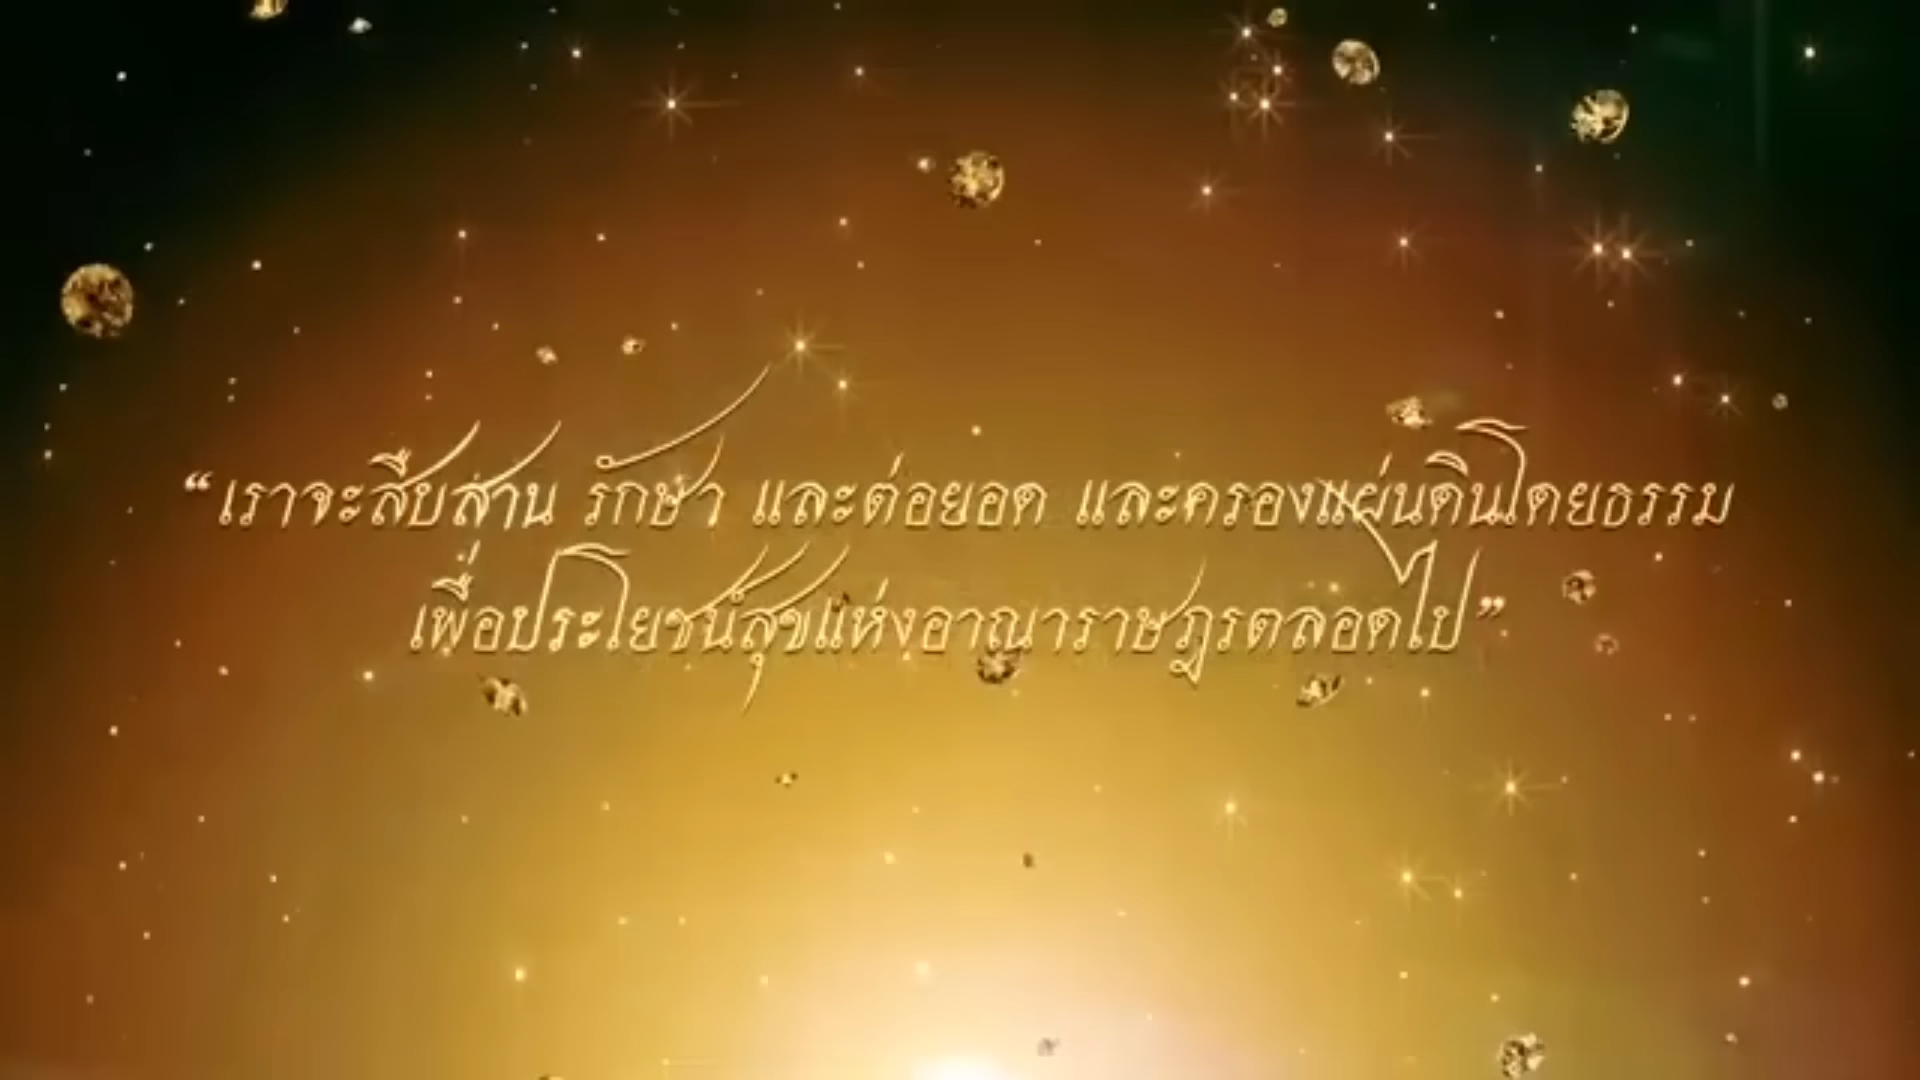 “เราจะสืบสาน รักษา และต่อยอด และครองแผ่นดินโดยธรรม
เพื่อประโยชน์สุขแห่งอาณาราษฎรตลอดไป”